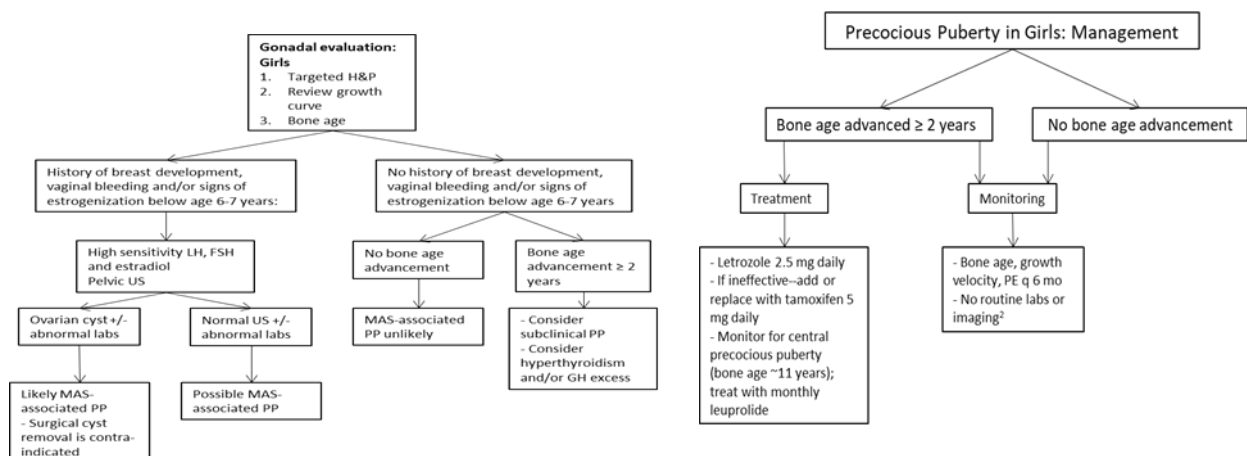 Gonadal evaluation:
Girls
1. Targeted H&P
2. Review growth
curve
3. Bone age
History of breast development,
vaginal bleeding and/or signs of
estrogenization below age 6-7 years:
No history of breast development,
vaginal bleeding and/or signs of
estrogenization below age 6-7 years
High sensitivity LH, FSH
and estradiol
Pelvic US
No bone age
advancement
Bone age
advancement ≥ 2
years
Ovarian cyst +/-
abnormal labs
Normal US +/-
abnormal labs
MAS-associated
PP unlikely
- Consider
subclinical PP
- Consider
hyperthyroidism
and/or GH excess
Likely MAS-
associated PP
- Surgical cyst
removal is contra-
indicated
Possible MAS-
associated PP
Precocious Puberty in Girls: Management
Bone age advanced ≥ 2 years
No bone age advancement
Treatment
Monitoring
- Letrozole 2.5 mg daily
- If ineffective--add or
replace with tamoxifen 5
mg daily
- Monitor for central
precocious puberty
(bone age ~11 years);
treat with monthly
leuprolide
- Bone age, growth
velocity, PE q 6 mo
- No routine labs or
imaging²